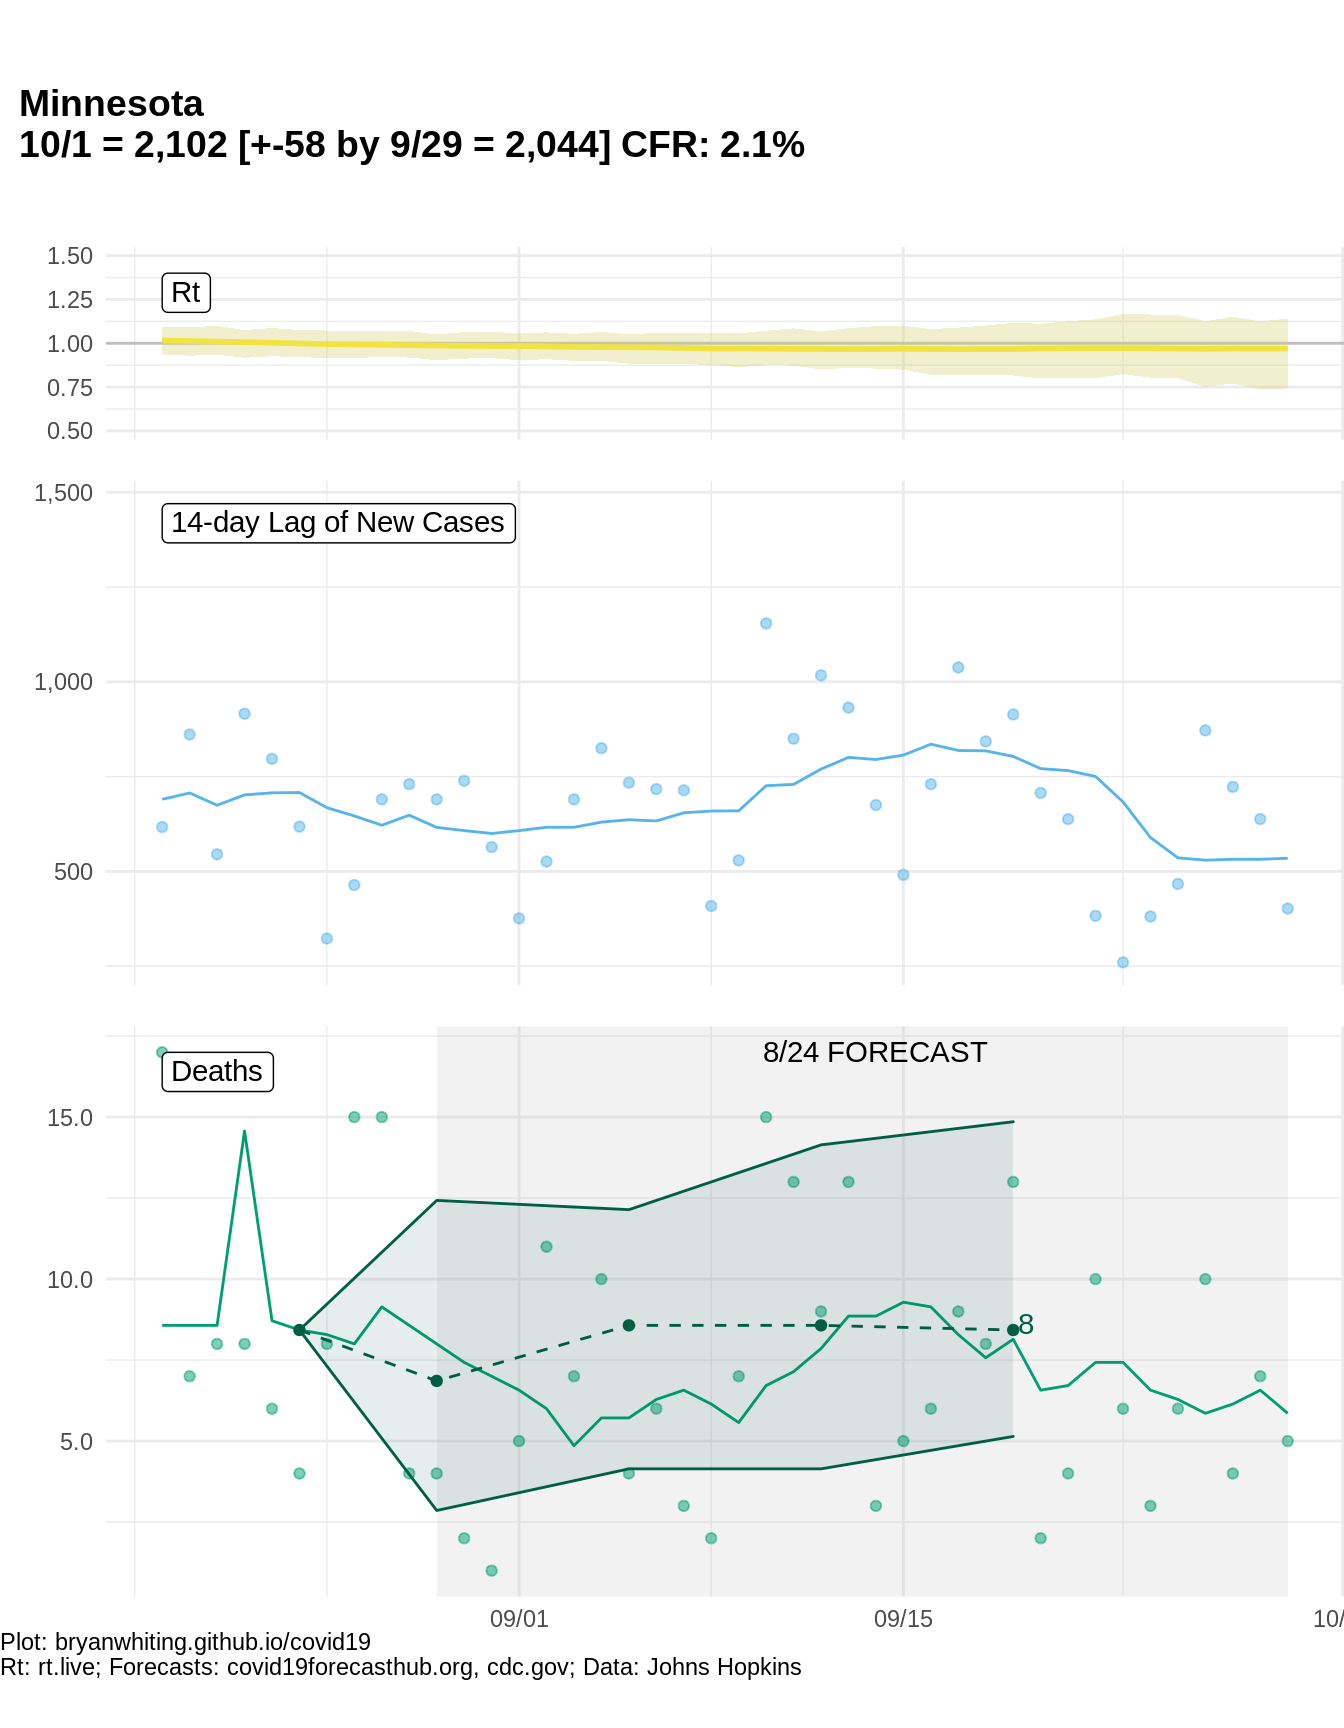 Minnesota
10/1 = 2,102 [+-58 by 9/29 = 2,044] CFR: 2.1%
1.50
Rt
1.25
1.00
0.75
0.50
1,500
14-day Lag of New Cases
1,000
500
8/24 FORECAST
Deaths
15.0
10.0
8
5.0
09/01 09/15 10/
Plot: bryanwhiting.github.io/covid19
Rt: rt.live; Forecasts: covid19forecasthub.org, cdc.gov; Data: Johns Hopkins